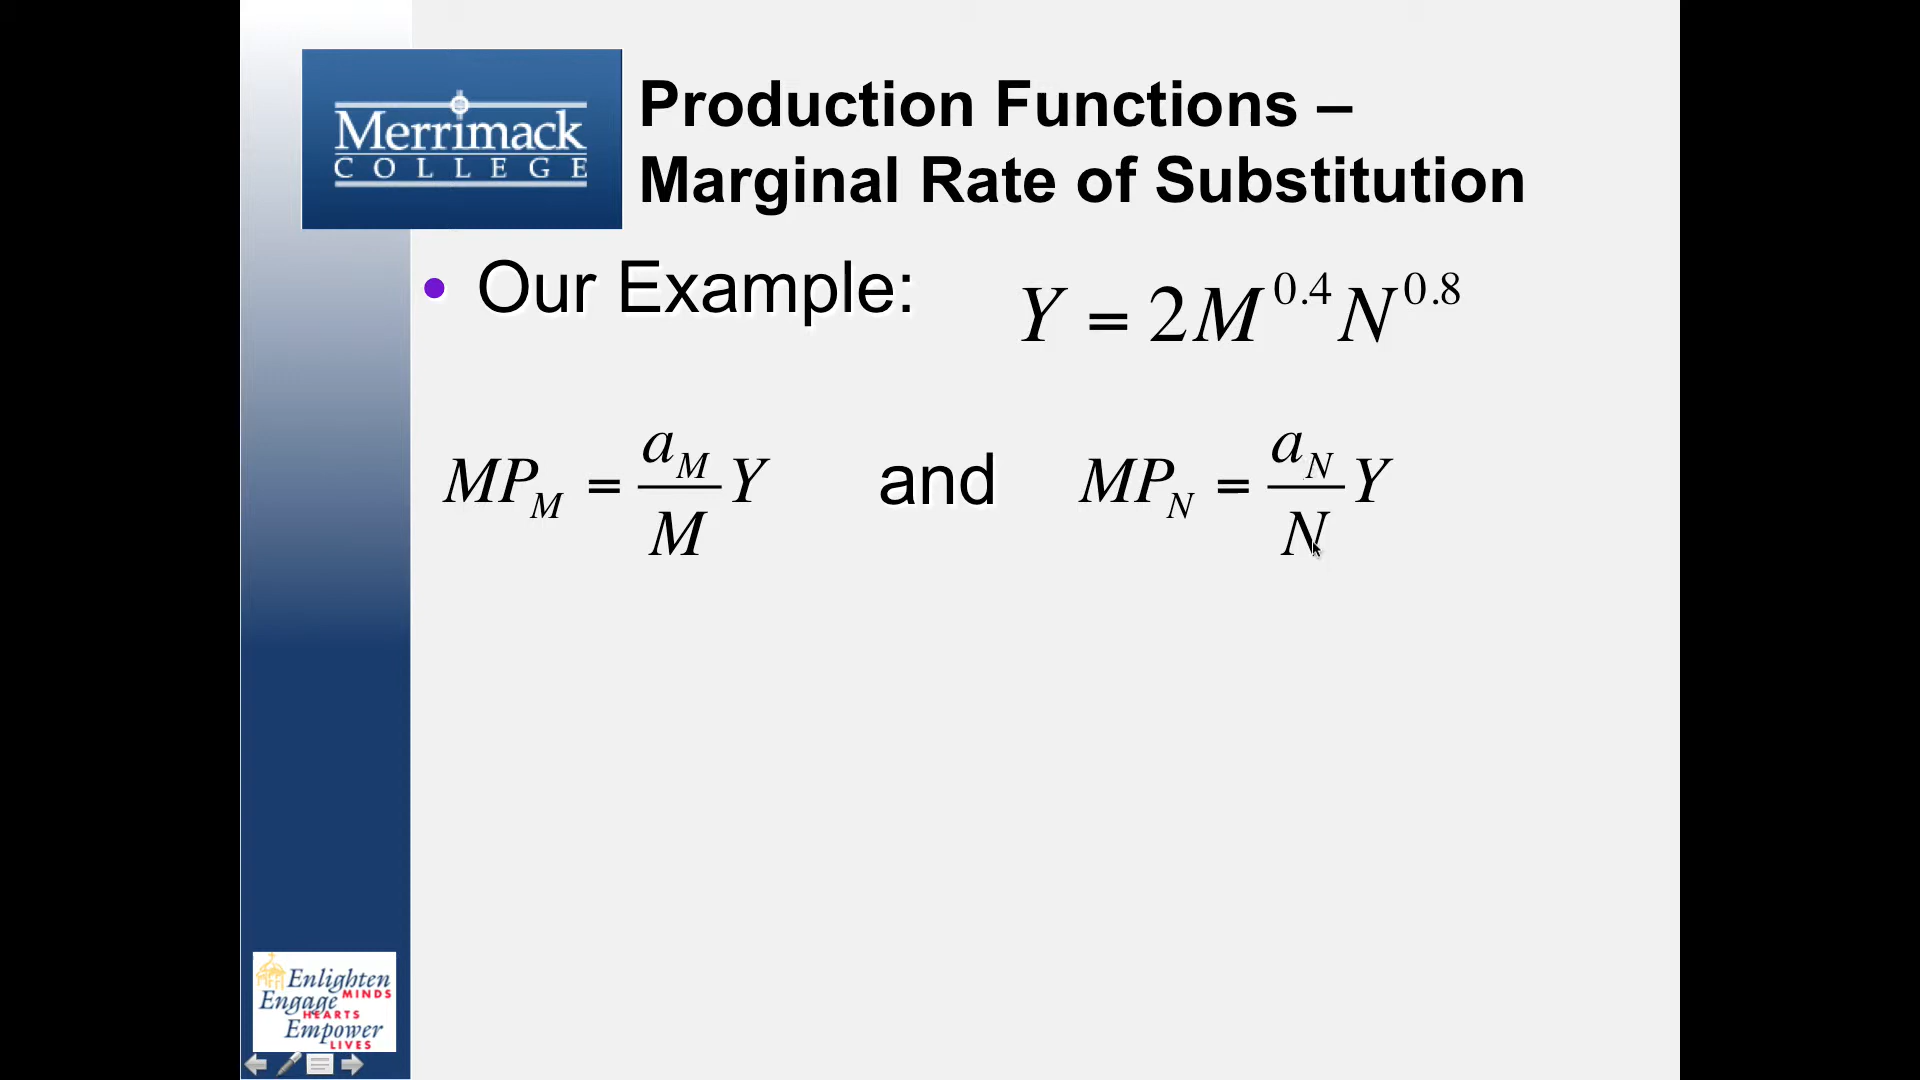 Merrimack
COLLEGE
Production Functions –
Marginal Rate of Substitution
• Our Example: Y = 2M^0.4 N^0.8
MP_M = a_M/M Y and MP_N = a_N/N Y
Enlighten
MINDS
Engage
HEARTS
Empower
LIVES